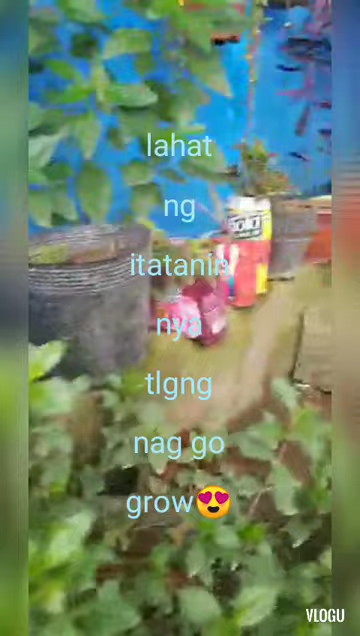 lahat
ng
itatanim
nya
tlgng
nag go
grow😍
VLOGU